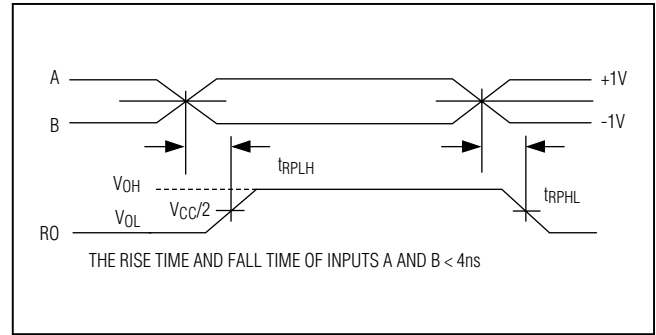 A
+1V
B
-1V
tRPLH
VOH
tRPHL
VCC/2
VOL
RO
THE RISE TIME AND FALL TIME OF INPUTS A AND B < 4ns